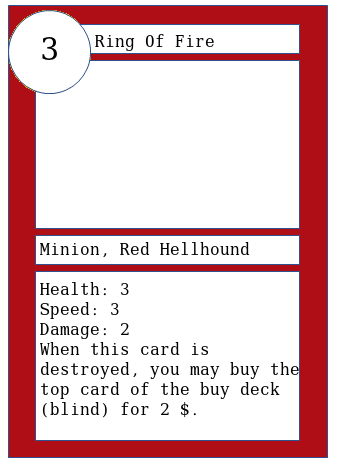 3
Ring Of Fire
Minion, Red Hellhound
Health: 3
Speed: 3
Damage: 2
When this card is
destroyed, you may buy the
top card of the buy deck
(blind) for 2 $.